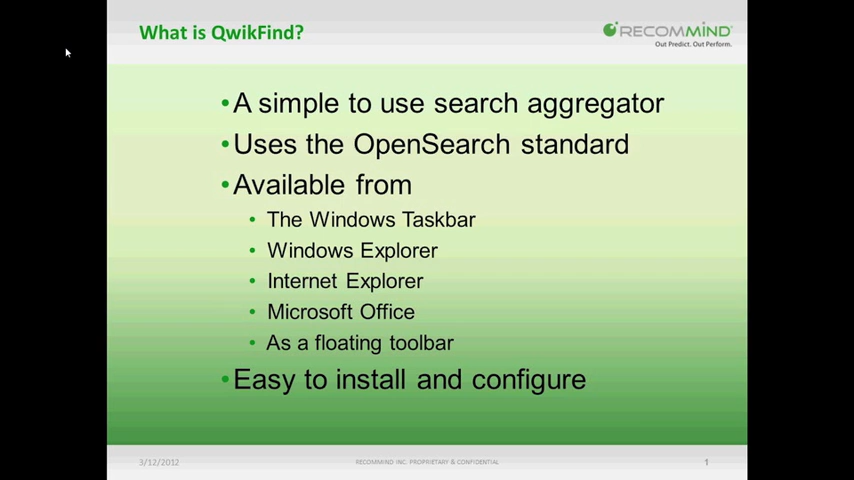 What is QwikFind?
RECOMMIND
Out Predict. Out Perform.
•A simple to use search aggregator
•Uses the OpenSearch standard
•Available from
• The Windows Taskbar
• Windows Explorer
• Internet Explorer
• Microsoft Office
• As a floating toolbar
•Easy to install and configure
3/12/2012
RECOMMIND INC. PROPRIETARY & CONFIDENTIAL
1